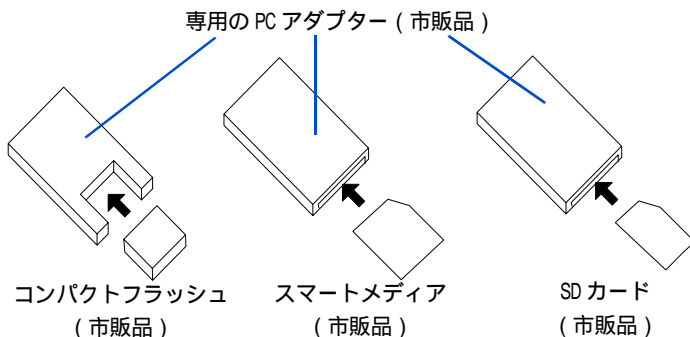 専用の PC アダプター ( 市販品 )
コンパクトフラッシュ
( 市販品 )
スマートメディア
( 市販品 )
SD カード
( 市販品 )